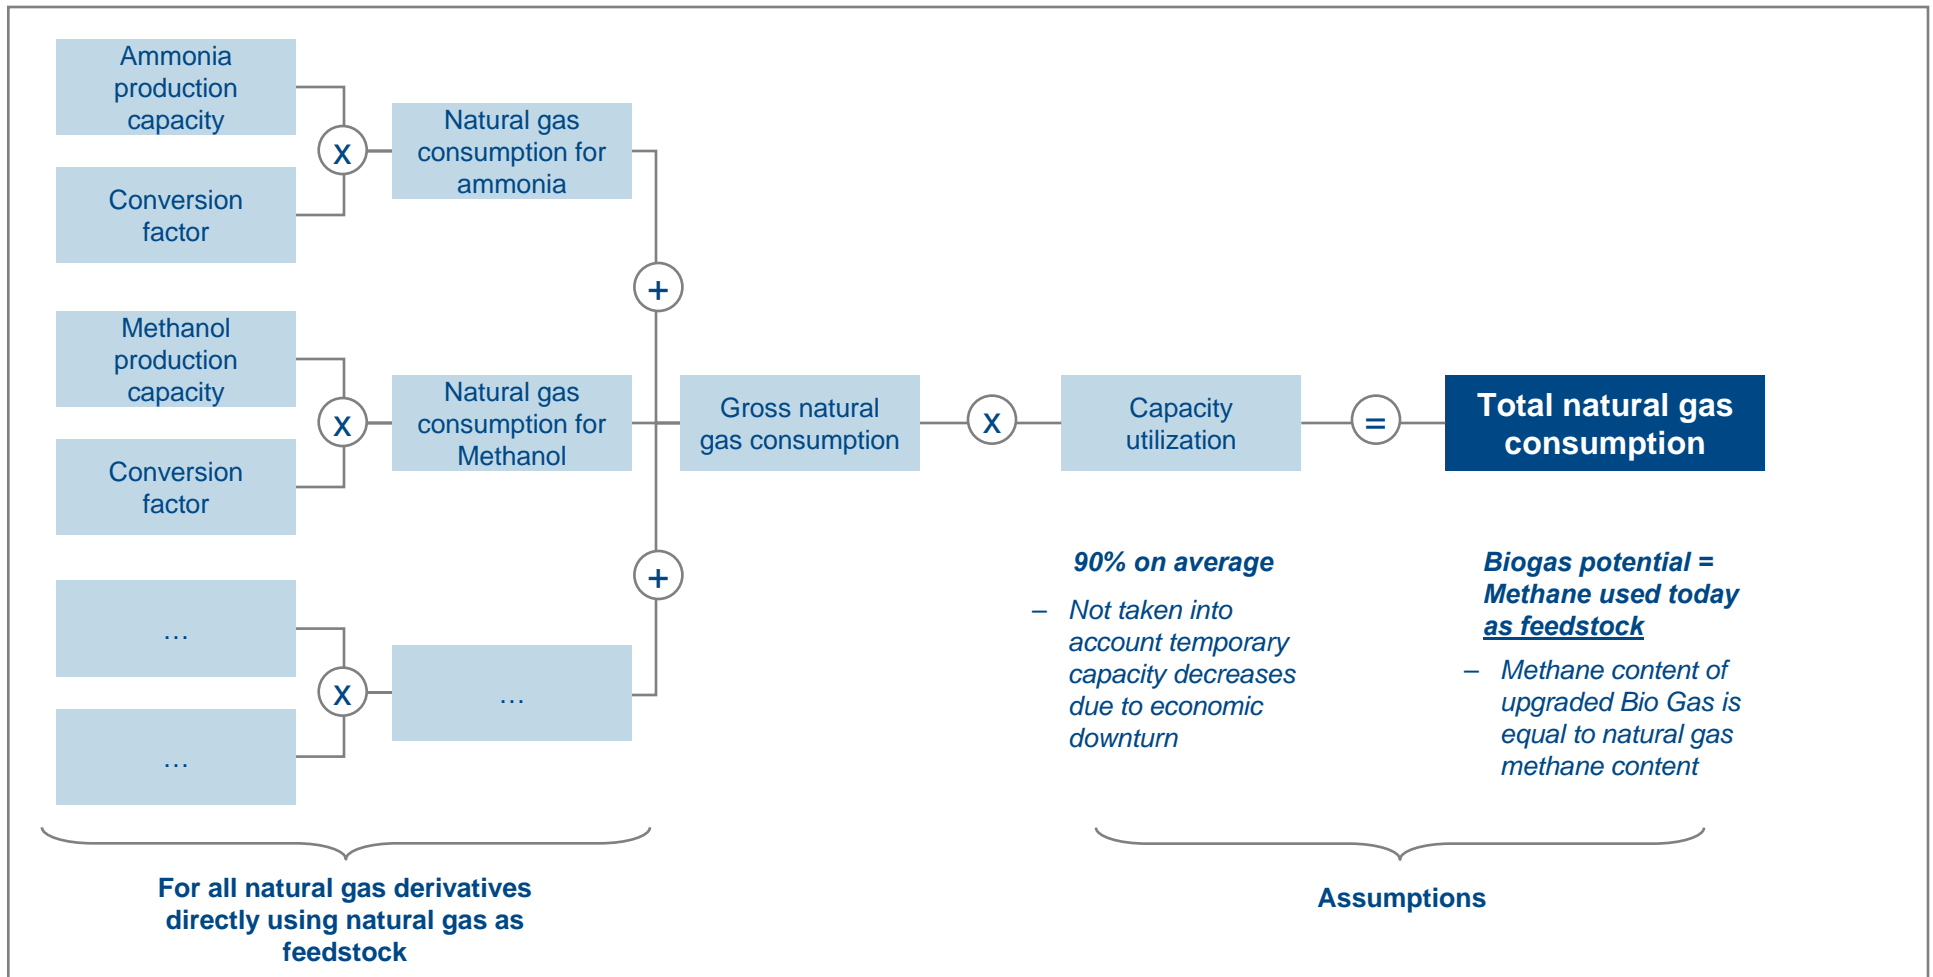 Ammonia
production
capacity
x
Conversion
factor
Natural gas
consumption for
ammonia
+
Methanol
production
capacity
x
Conversion
factor
Natural gas
consumption for
Methanol
+
…
x
…
…
Gross natural
gas consumption
x
Capacity
utilization
=
Total natural gas
consumption
90% on average
– Not taken into
account temporary
capacity decreases
due to economic
downturn
Biogas potential =
Methane used today
as feedstock
– Methane content of
upgraded Bio Gas is
equal to natural gas
methane content
For all natural gas derivatives
directly using natural gas as
feedstock
Assumptions